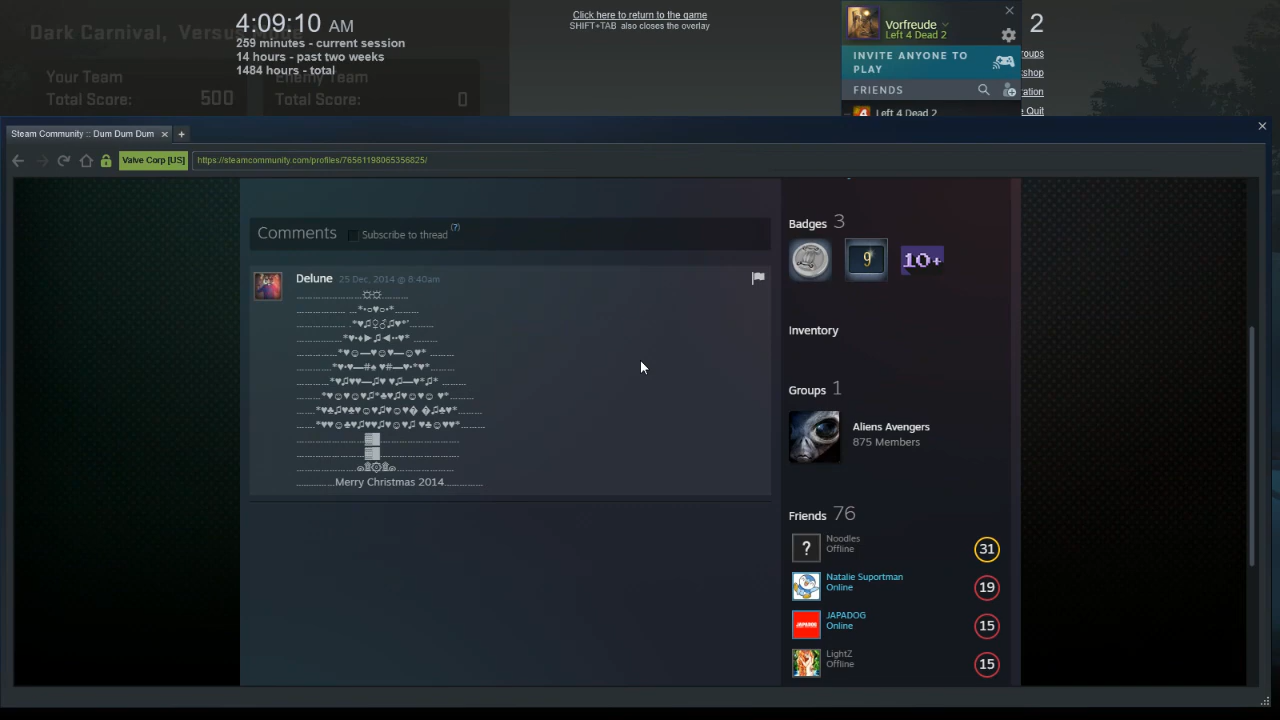 Dark Carnival, Versus Mode
4:09:10 AM
259 minutes - current session
14 hours - past two weeks
1484 hours - total
Your Team
Total Score: 500
Enemy Team
Total Score: 0
Click here to return to the game
SHIFT+TAB also closes the overlay
Vorfreude
Left 4 Dead 2
INVITE ANYONE TO
PLAY
FRIENDS
Left 4 Dead 2
2
Quit
Steam Community :: Dum Dum Dum
Valve Corp [US]
https://steamcommunity.com/profiles/76561198065356825/
Comments
Subscribe to thread (7)
Delune 25 Dec, 2014 @ 8:40am
Merry Christmas 2014
Badges 3
9
10+
Inventory
Groups 1
Aliens Avengers
875 Members
Friends 76
Noodles
Offline
31
Natalie Suportman
Online
19
JAPADOG
Online
15
LightZ
Offline
15